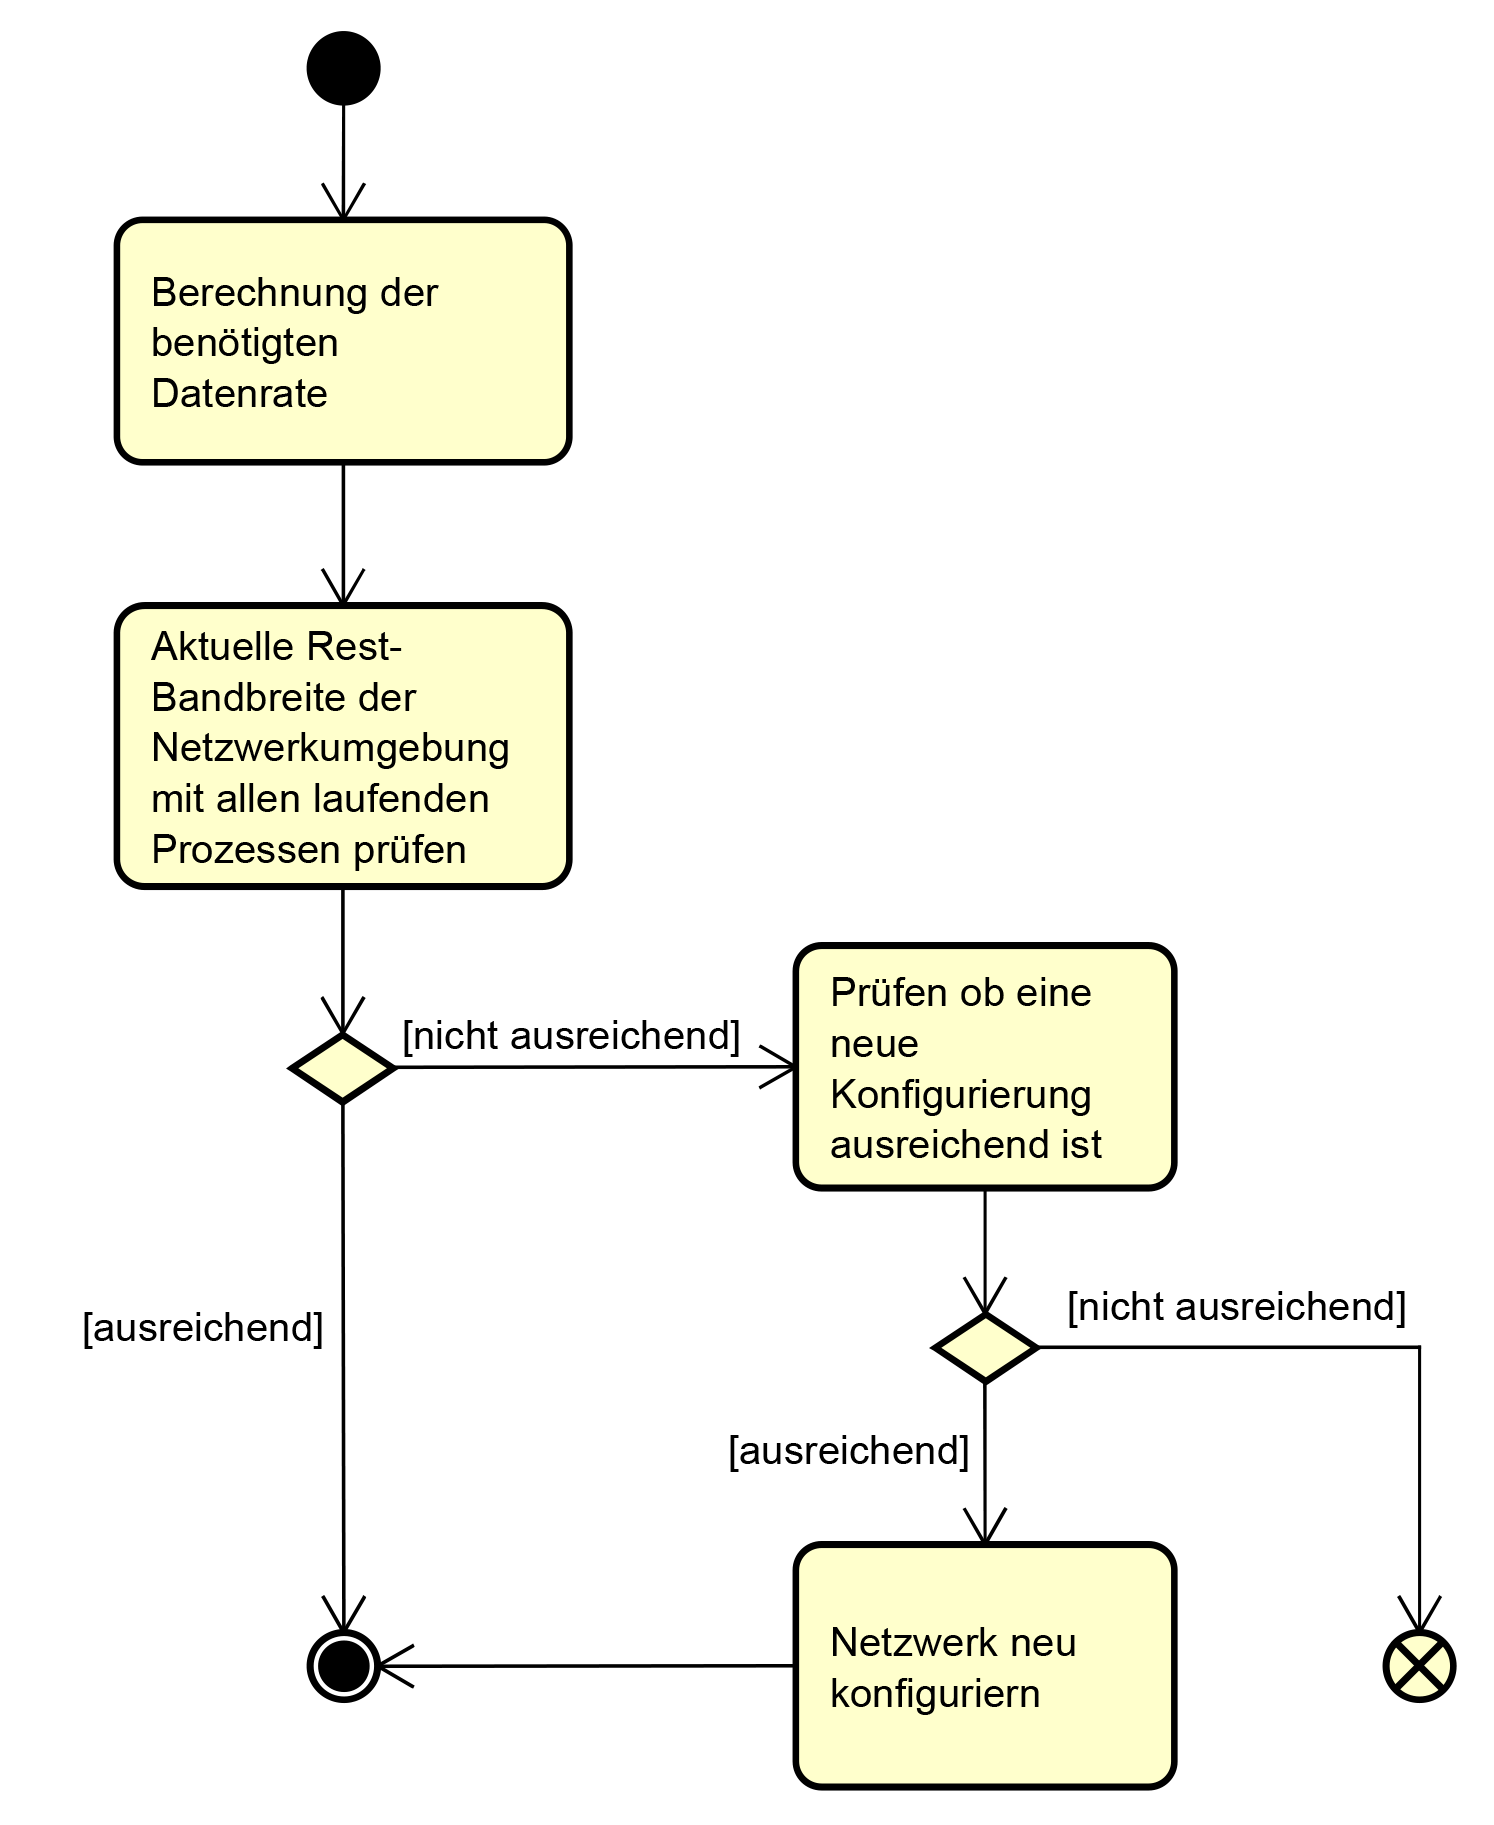 Berechnung der
benötigten
Datenrate
Aktuelle Rest-
Bandbreite der
Netzwerkumgebung
mit allen laufenden
Prozessen prüfen
[nicht ausreichend]
Prüfen ob eine
neue
Konfigurierung
ausreichend ist
[ausreichend]
[nicht ausreichend]
[ausreichend]
Netzwerk neu
konfiguriern